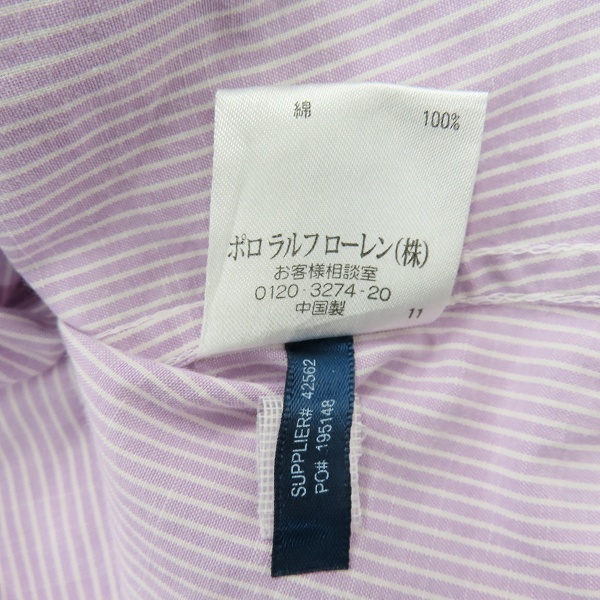 綿 100%
ポロ ラルフ ローレン(株)
お客様相談室
0120・3274・20
中国製
11
SUPPLIER# 42562
PO# 195148